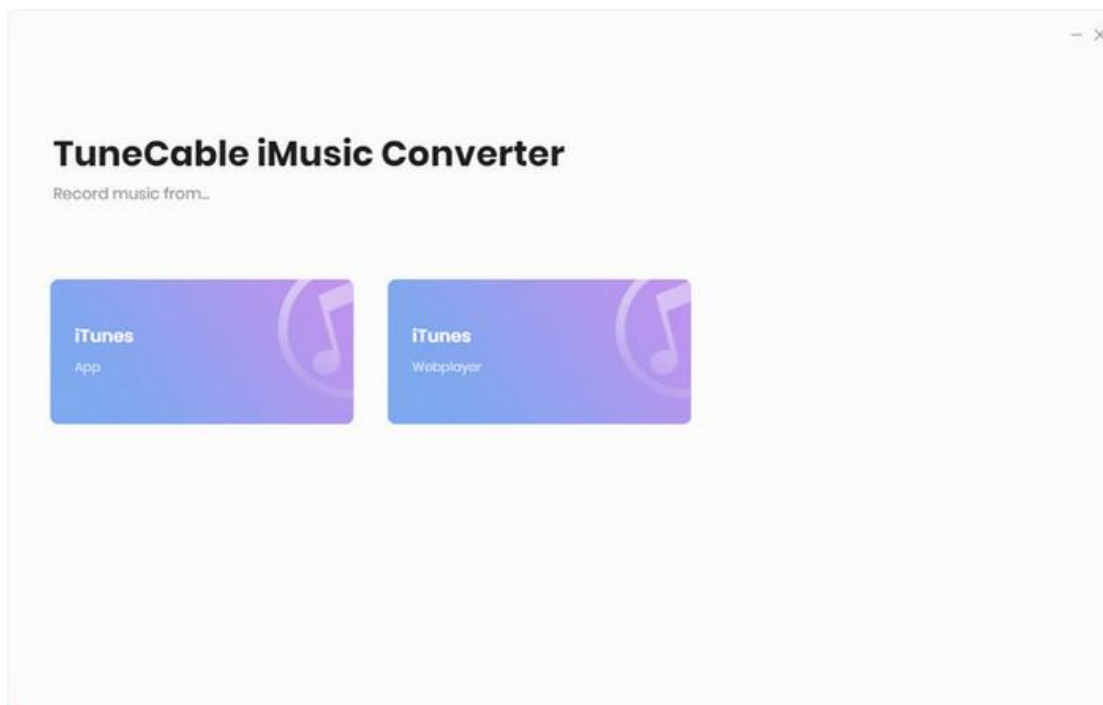 TuneCable iMusic Converter
Record music from...
iTunes
App
iTunes
Webplayer